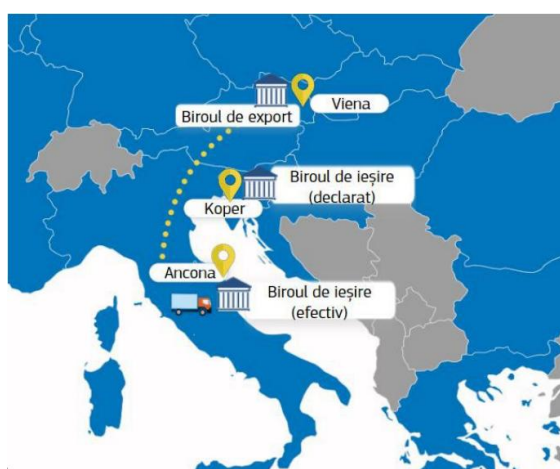 Biroul de export
Viena
Biroul de ieșire
(declarat)
Koper
Ancona
Biroul de ieșire
(efectiv)